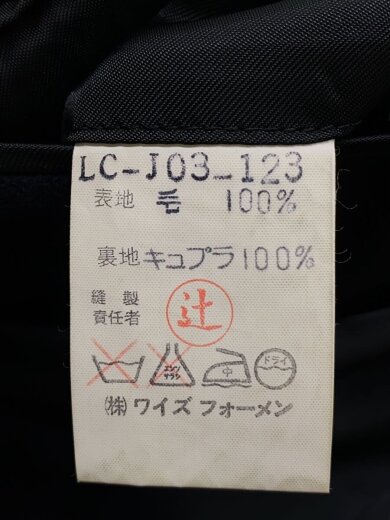 LC-J03-123
表地 毛 100%
裏地 キュプラ100%
縫製
責任者 辻
エンソ サラシ 中 ドライ
(株)ワイズフォーメン